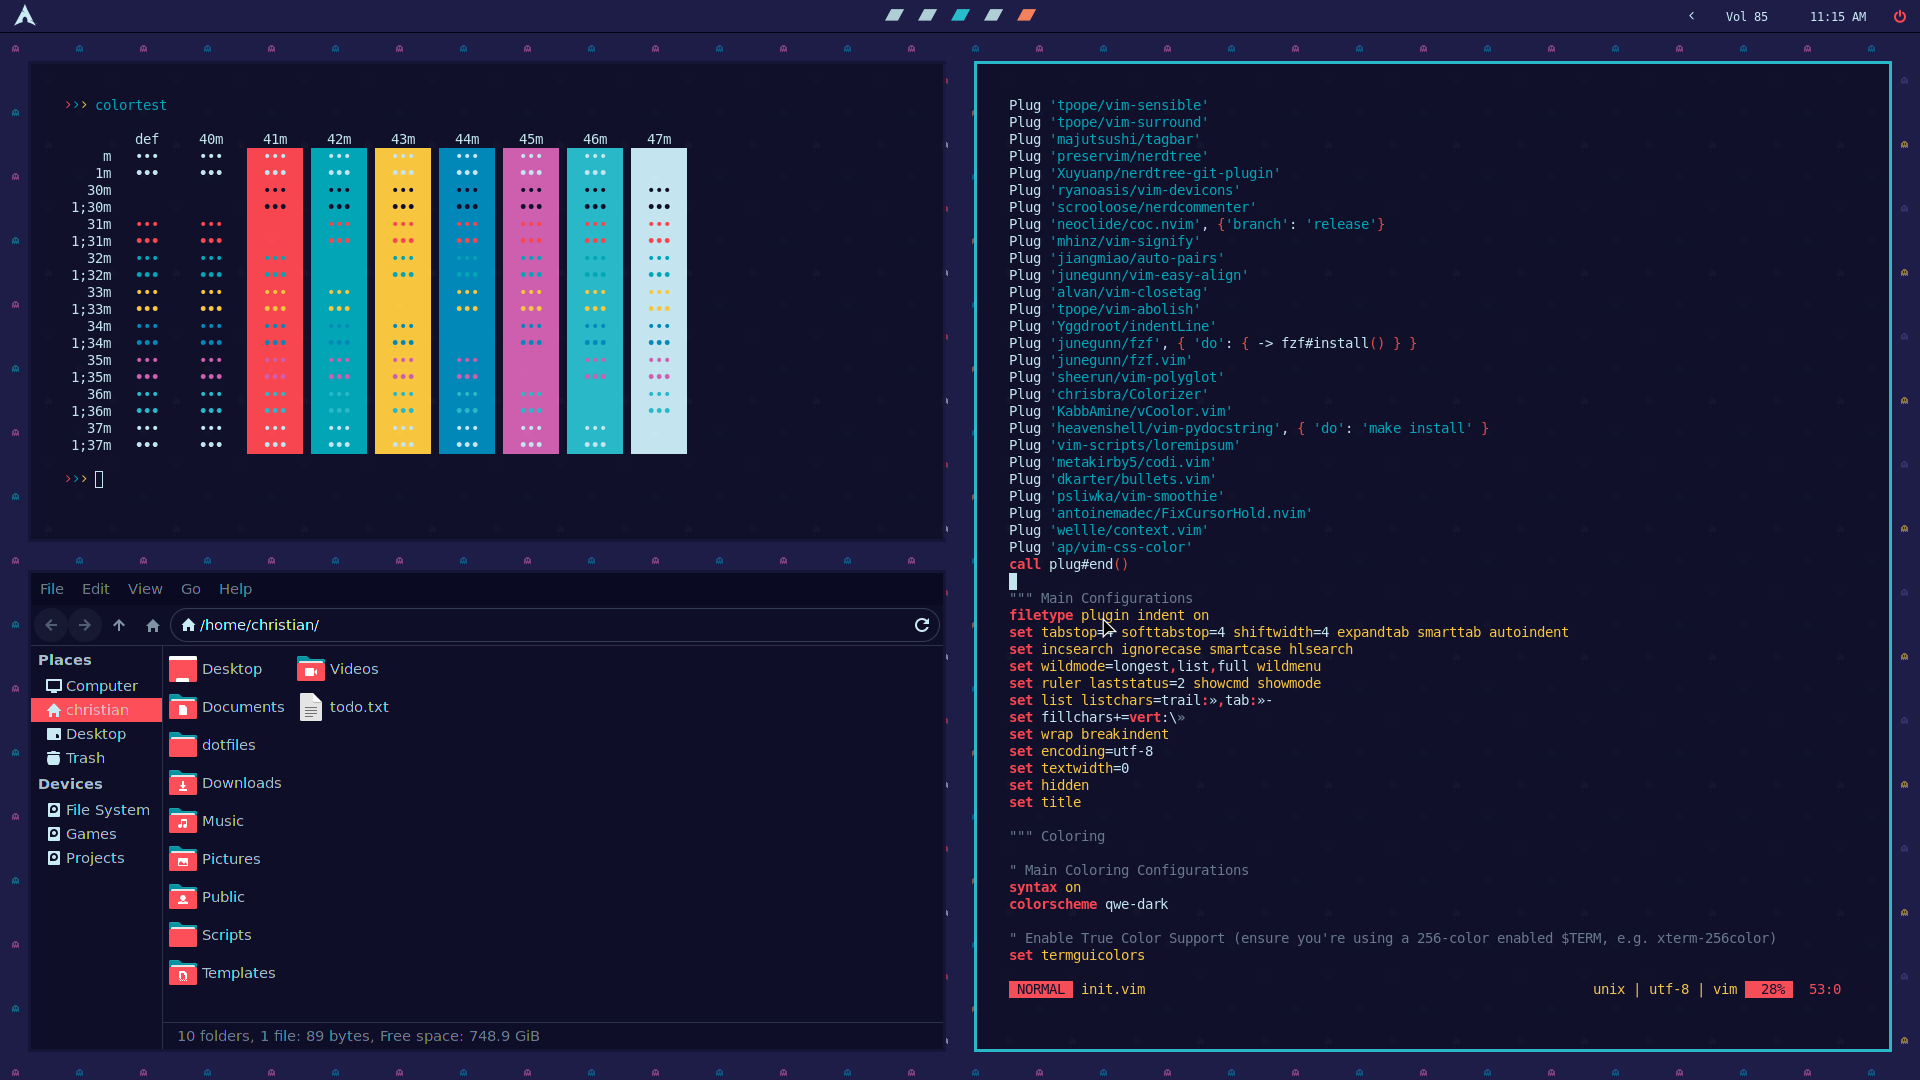 Vol 85 11:15 AM
>>> colortest
def 40m 41m 42m 43m 44m 45m 46m 47m
m ••• ••• ••• ••• ••• ••• ••• •••
1m ••• ••• ••• ••• ••• ••• ••• •••
30m ••• ••• ••• ••• ••• ••• •••
1;30m ••• ••• ••• ••• ••• ••• •••
31m ••• ••• ••• ••• ••• ••• ••• •••
1;31m ••• ••• ••• ••• ••• ••• ••• •••
32m ••• ••• ••• ••• ••• ••• ••• •••
1;32m ••• ••• ••• ••• ••• ••• ••• •••
33m ••• ••• ••• ••• ••• ••• ••• •••
1;33m ••• ••• ••• ••• ••• ••• ••• •••
34m ••• ••• ••• ••• ••• ••• ••• •••
1;34m ••• ••• ••• ••• ••• ••• ••• •••
35m ••• ••• ••• ••• ••• ••• ••• •••
1;35m ••• ••• ••• ••• ••• ••• ••• •••
36m ••• ••• ••• ••• ••• ••• ••• •••
1;36m ••• ••• ••• ••• ••• ••• ••• •••
37m ••• ••• ••• ••• ••• ••• ••• •••
1;37m ••• ••• ••• ••• ••• ••• ••• •••
>>>
File Edit View Go Help
/home/christian/
Places
Computer
christian
Desktop
Trash
Devices
File System
Games
Projects
Desktop
Documents
dotfiles
Downloads
Music
Pictures
Public
Scripts
Templates
Videos
todo.txt
10 folders, 1 file: 89 bytes, Free space: 748.9 GiB
Plug 'tpope/vim-sensible'
Plug 'tpope/vim-surround'
Plug 'majutsushi/tagbar'
Plug 'preservim/nerdtree'
Plug 'Xuyuanp/nerdtree-git-plugin'
Plug 'ryanoasis/vim-devicons'
Plug 'scrooloose/nerdcommenter'
Plug 'neoclide/coc.nvim', {'branch': 'release'}
Plug 'mhinz/vim-signify'
Plug 'jiangmiao/auto-pairs'
Plug 'junegunn/vim-easy-align'
Plug 'alvan/vim-closetag'
Plug 'tpope/vim-abolish'
Plug 'Yggdroot/indentLine'
Plug 'junegunn/fzf', { 'do': { -> fzf#install() } }
Plug 'junegunn/fzf.vim'
Plug 'sheerun/vim-polyglot'
Plug 'chrisbra/Colorizer'
Plug 'KabbAmine/vCoolor.vim'
Plug 'heavenshell/vim-pydocstring', { 'do': 'make install' }
Plug 'vim-scripts/loremipsum'
Plug 'metakirby5/codi.vim'
Plug 'dkarter/bullets.vim'
Plug 'psliwka/vim-smoothie'
Plug 'antoinemadec/FixCursorHold.nvim'
Plug 'wellle/context.vim'
Plug 'ap/vim-css-color'
call plug#end()
""" Main Configurations
filetype plugin indent on
set tabstop softtabstop=4 shiftwidth=4 expandtab smarttab autoindent
set incsearch ignorecase smartcase hlsearch
set wildmode=longest,list,full wildmenu
set ruler laststatus=2 showcmd showmode
set list listchars=trail:»,tab:»-
set fillchars+=vert:\»
set wrap breakindent
set encoding=utf-8
set textwidth=0
set hidden
set title
""" Coloring
" Main Coloring Configurations
syntax on
colorscheme qwe-dark
" Enable True Color Support (ensure you're using a 256-color enabled $TERM, e.g. xterm-256color)
set termguicolors
NORMAL init.vim unix | utf-8 | vim 28% 53:0